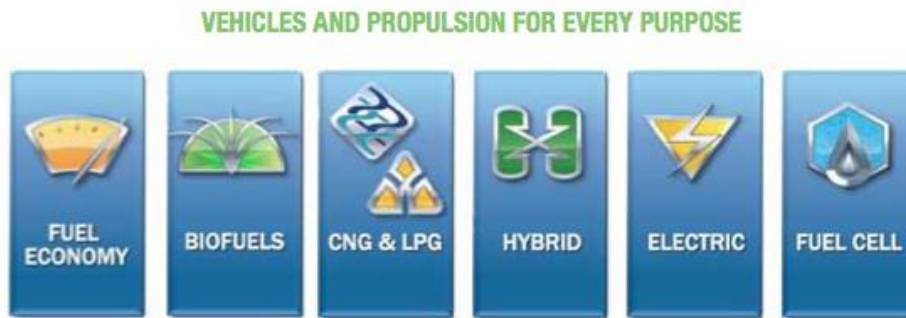 VEHICLES AND PROPULSION FOR EVERY PURPOSE
FUEL
ECONOMY
BIOFUELS
CNG & LPG
HYBRID
ELECTRIC
FUEL CELL